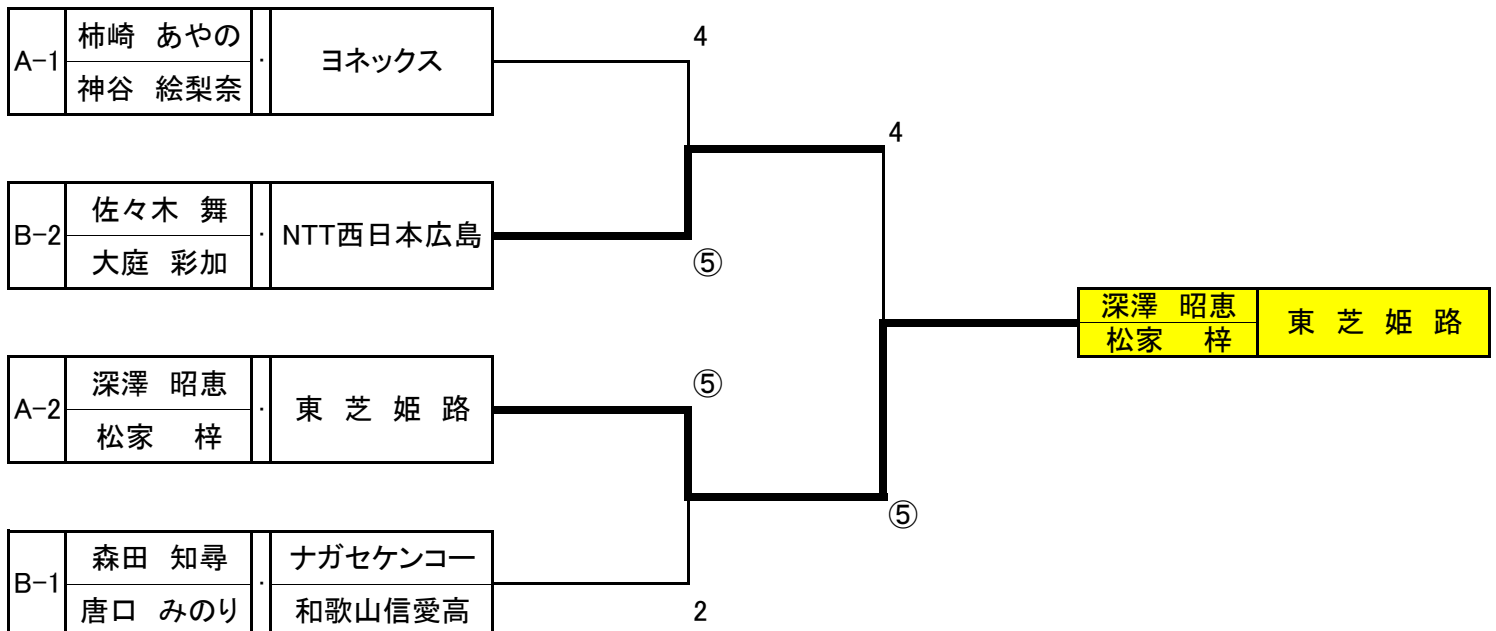 4
A-1 柿崎 あやの ・ ヨネックス
神谷 絵梨奈
4
B-2 佐々木 舞 ・ NTT西日本広島
大庭 彩加
⑤
深澤 昭恵 東 芝 姫 路
松家 梓
⑤
A-2 深澤 昭恵 ・ 東 芝 姫 路
松家 梓
⑤
B-1 森田 知尋 ・ ナガセケンコー
唐口 みのり 和歌山信愛高
2